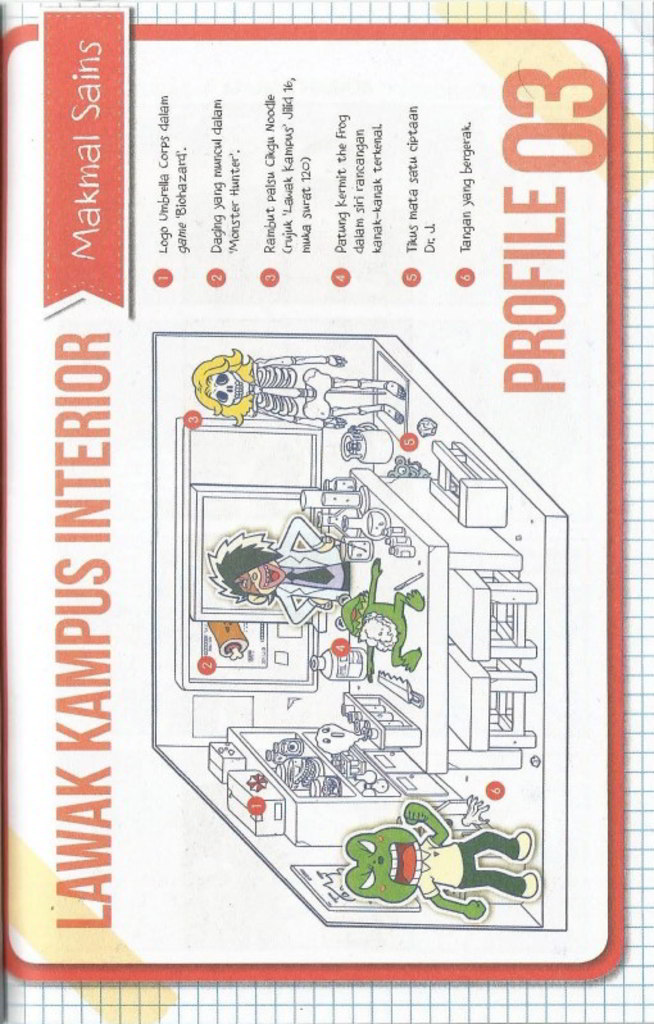 LAWAK KAMPUS INTERIOR
Makmal Sains
1 Logo Umbrella Corps dalam
game 'Biohazard'.
2 Daging yang muncul dalam
'Monster Hunter'.
3 Rambut palsu Cikgu Noodle
(rujuk 'Lawak Kampus' Jilid 16,
muka surat 120)
4 Patung Kermit the Frog
dalam siri rancangan
kanak-kanak terkenal.
5 Tikus mata satu ciptaan
Dr. J.
6 Tangan yang bergerak.
PROFILE 03
1
2
3
4
5
6